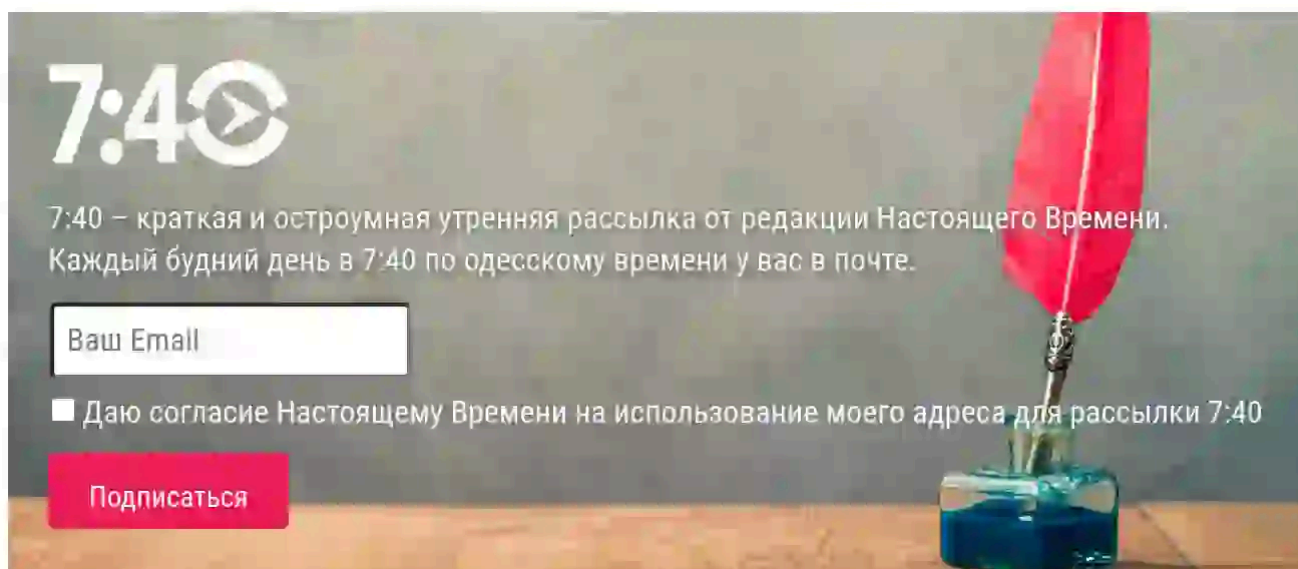 7:40
7:40 – краткая и остроумная утренняя рассылка от редакции Настоящего Времени.
Каждый будний день в 7:40 по одесскому времени у вас в почте.
Ваш Email
Даю согласие Настоящему Времени на использование моего адреса для рассылки 7:40
Подписаться